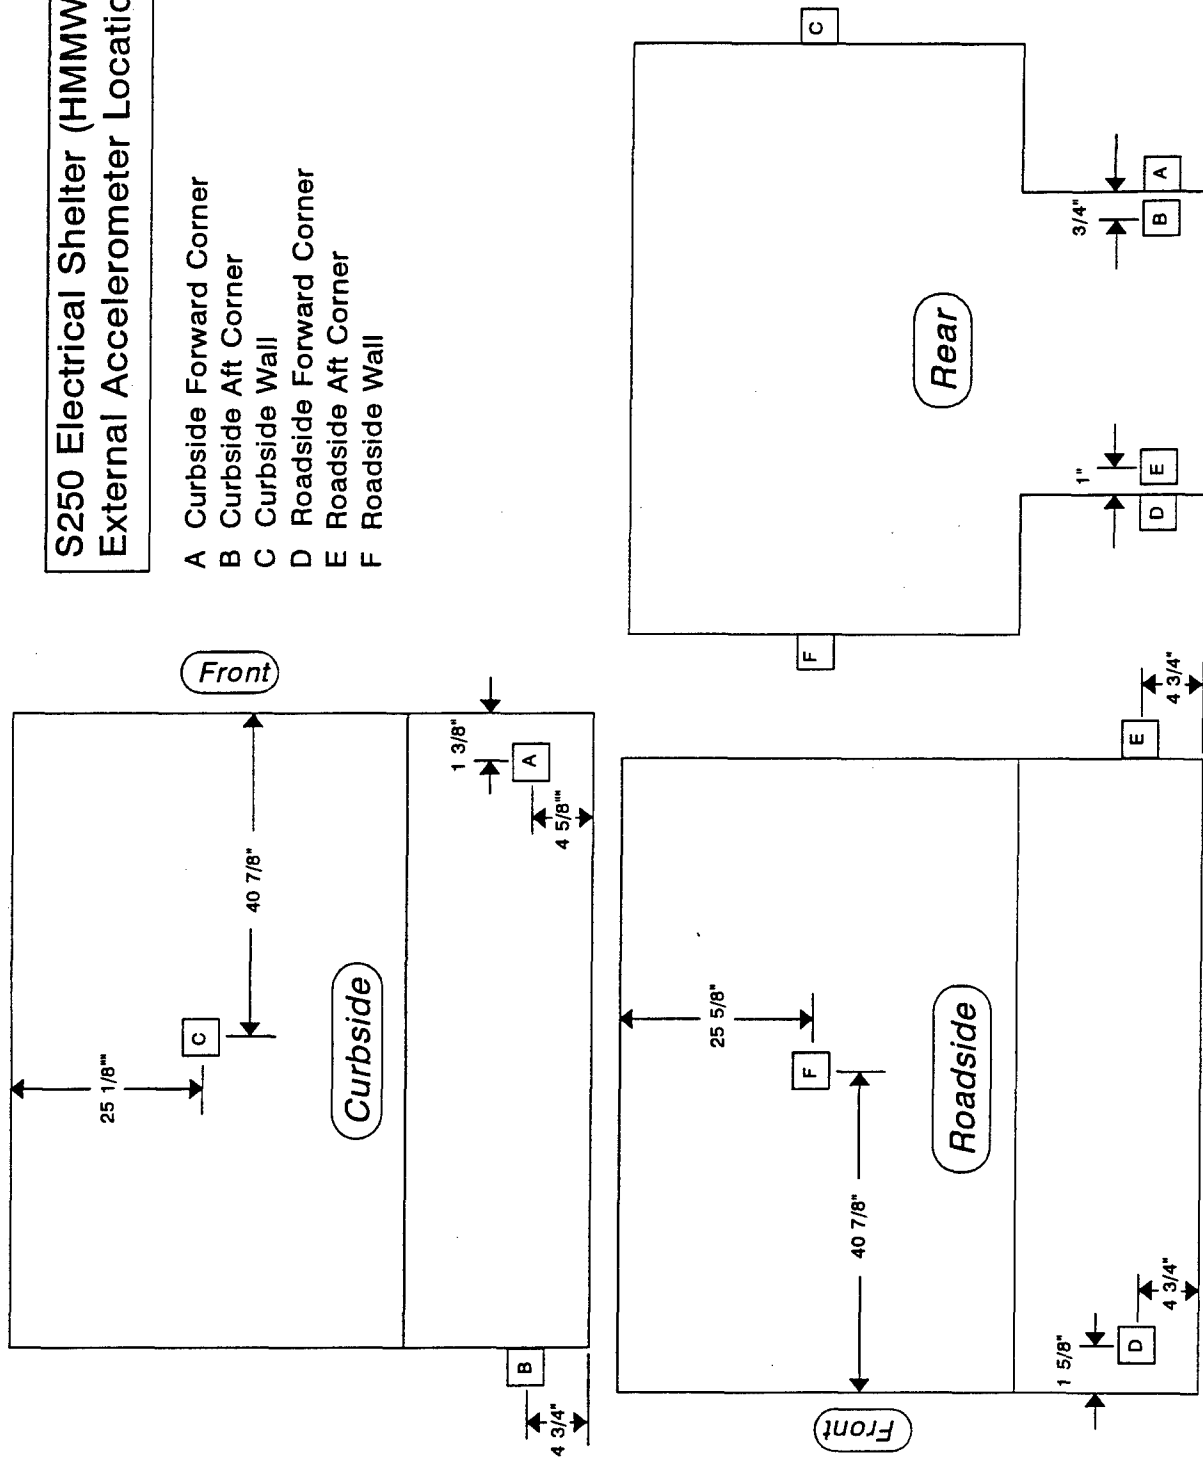 S250 Electrical Shelter (HMMW
External Accelerometer Locatio
A Curbside Forward Corner
B Curbside Aft Corner
C Curbside Wall
D Roadside Forward Corner
E Roadside Aft Corner
F Roadside Wall
Front
25 1/8""
C
40 7/8"
Curbside
1 3/8"
A
4 5/8""
B
4 3/4"
F
C
Rear
1"
3/4"
D
E
B
A
25 5/8"
F
40 7/8"
Roadside
Front
1 5/8"
D
4 3/4"
E
4 3/4"